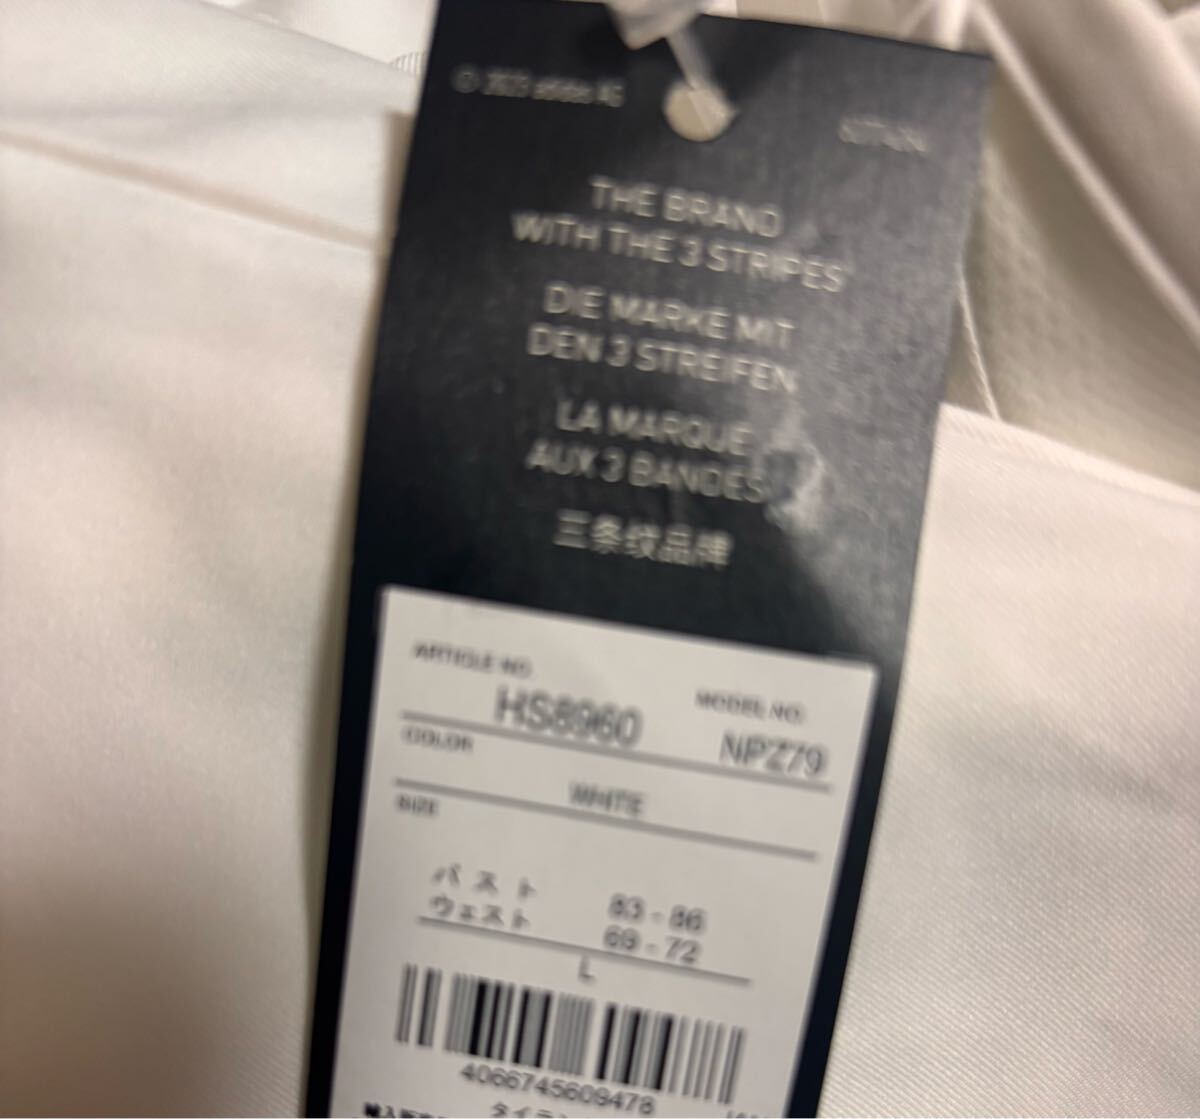 © 2023 adidas AG
THE BRAND
WITH THE 3 STRIPES
DIE MARKE MIT
DEN 3 STREIFEN
LA MARQUE
AUX 3 BANDES
三条纹品牌
ARTICLE NO.
HS8960
MODEL NO.
NPZ79
COLOR
WHITE
SIZE
バスト 83 - 86
ウェスト 69 - 72
L
4066745609478